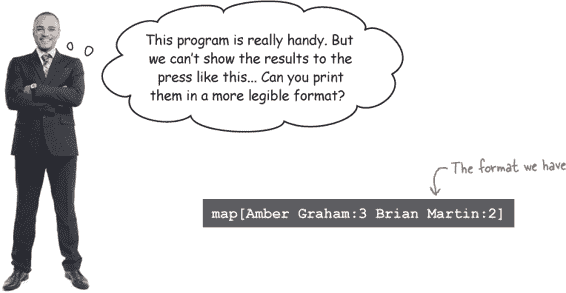 This program is really handy. But
we can't show the results to the
press like this... Can you print
them in a more legible format?
The format we have
map[Amber Graham:3 Brian Martin:2]